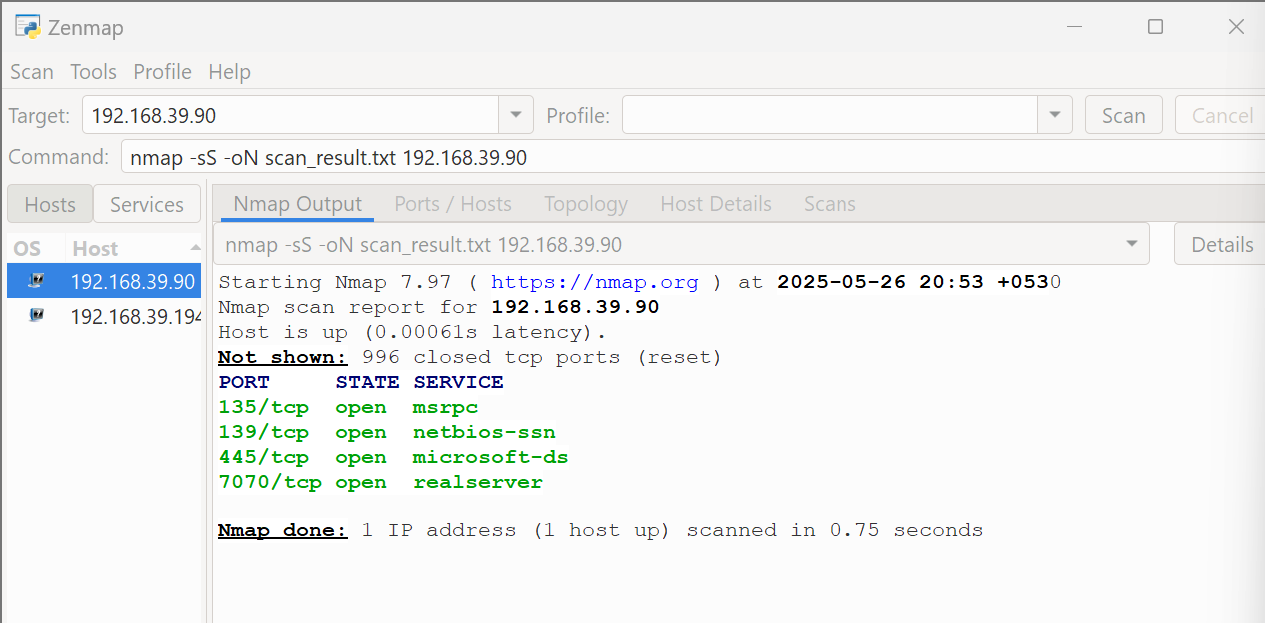 Zenmap
Scan Tools Profile Help
Target: 192.168.39.90 Profile: Scan Cancel
Command: nmap -sS -oN scan_result.txt 192.168.39.90
Hosts Services
OS Host
192.168.39.90
192.168.39.194
Nmap Output Ports / Hosts Topology Host Details Scans
nmap -sS -oN scan_result.txt 192.168.39.90 Details
Starting Nmap 7.97 ( https://nmap.org ) at 2025-05-26 20:53 +0530
Nmap scan report for 192.168.39.90
Host is up (0.00061s latency).
Not shown: 996 closed tcp ports (reset)
PORT STATE SERVICE
135/tcp open msrpc
139/tcp open netbios-ssn
445/tcp open microsoft-ds
7070/tcp open realserver
Nmap done: 1 IP address (1 host up) scanned in 0.75 seconds